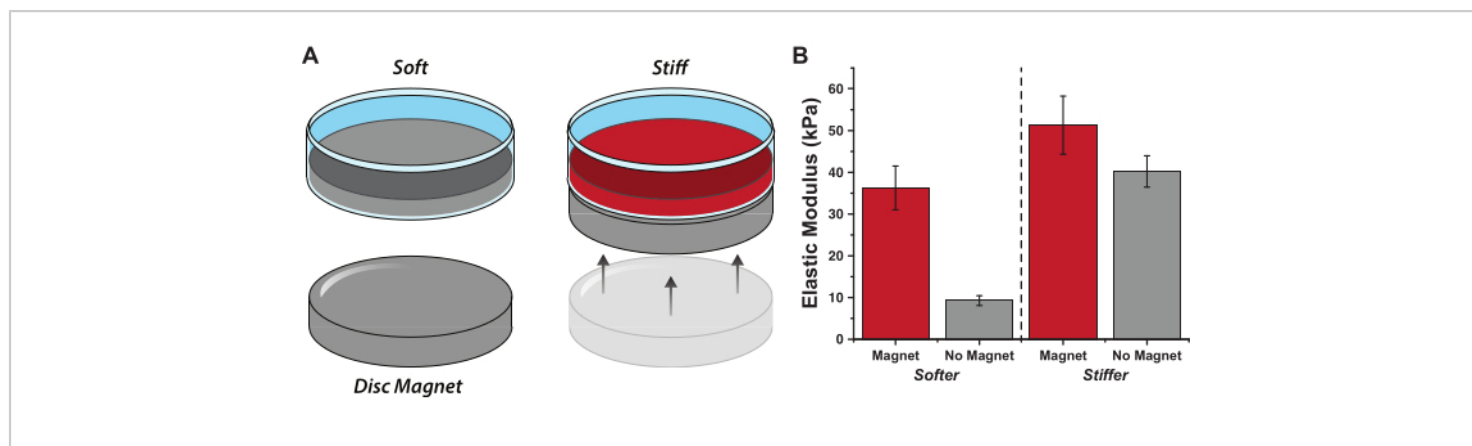 A
Soft
Stiff
Disc Magnet
B
Elastic Modulus (kPa)
60
50
40
30
20
10
0
Magnet No Magnet Magnet No Magnet
Softer Stiffer